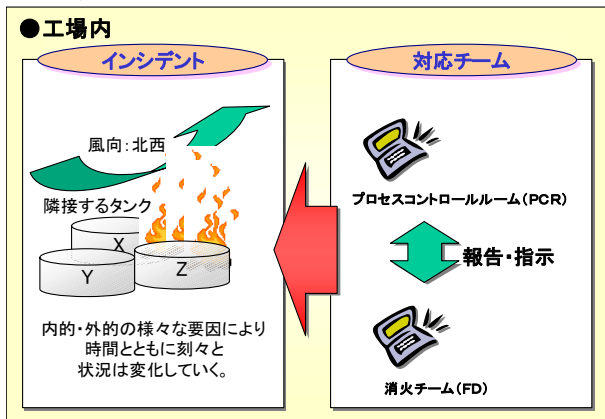 ●工場内
インシデント
風向：北西
隣接するタンク
X
Y
Z
内的・外的の様々な要因により
時間とともに刻々と
状況は変化していく。
対応チーム
プロセスコントロールルーム（PCR）
報告・指示
消火チーム（FD）